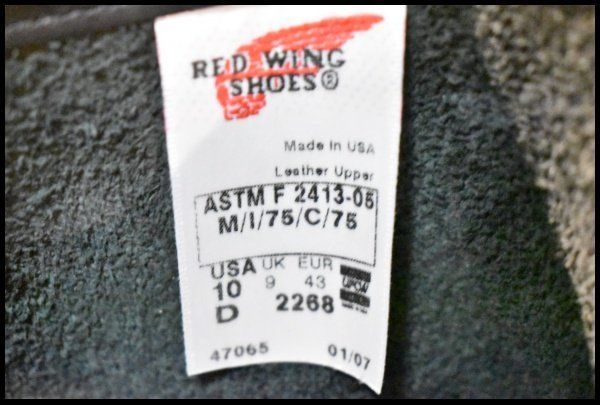 RED WING
SHOES®
Made in USA
Leather Upper
ASTM F 2413-05
M/I/75/C/75
USA UK EUR
10 9 43
D 2268
47065 01/07